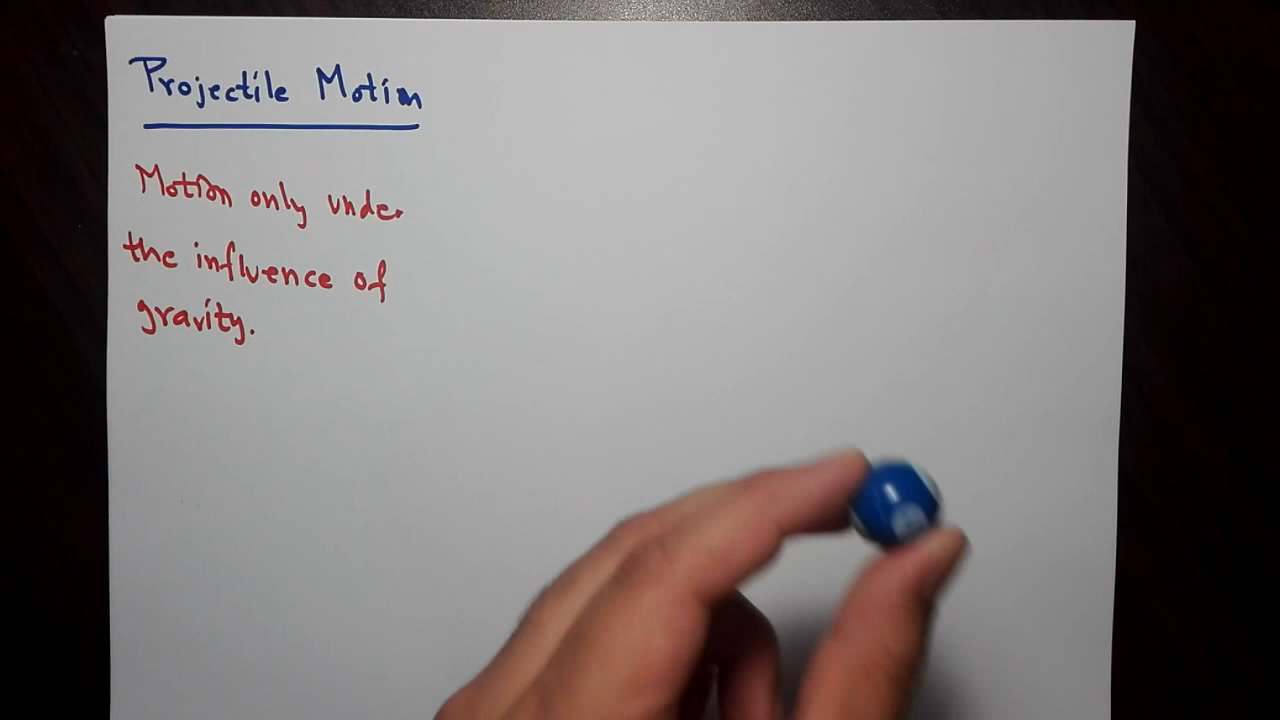 Projectile Motion
Motion only under
the influence of
gravity.